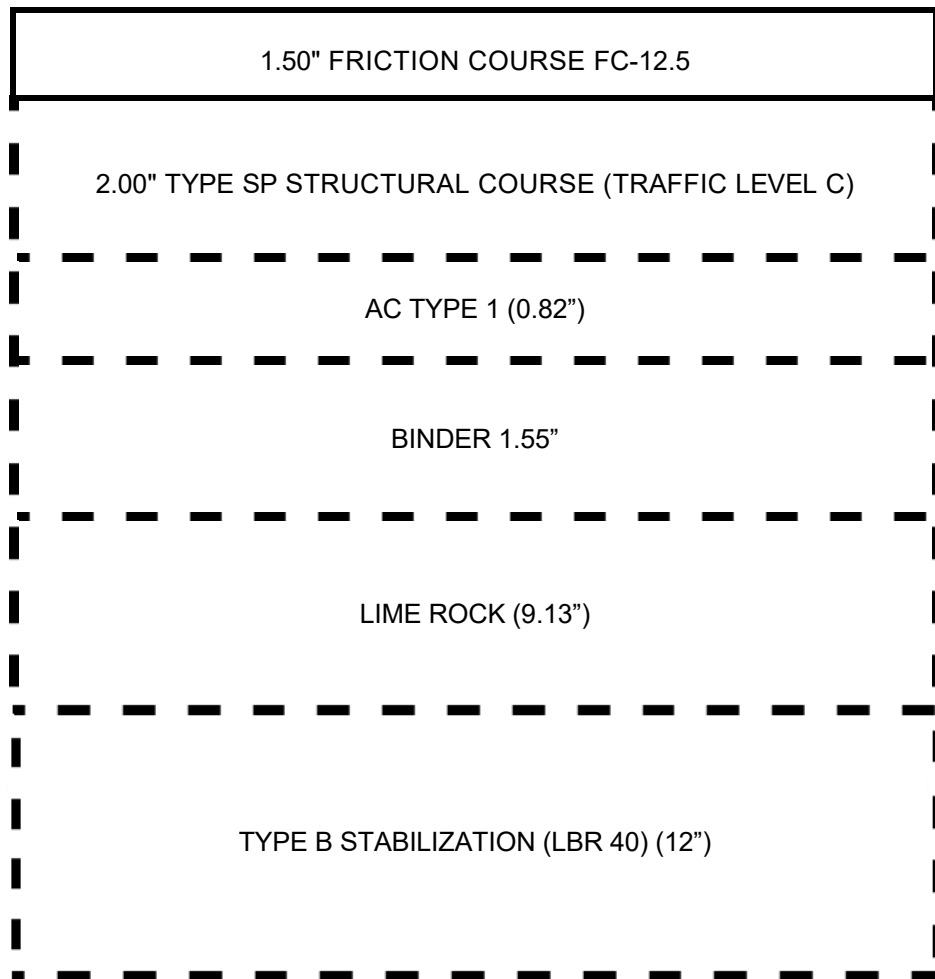 1.50" FRICTION COURSE FC-12.5
2.00" TYPE SP STRUCTURAL COURSE (TRAFFIC LEVEL C)
AC TYPE 1 (0.82”)
BINDER 1.55”
LIME ROCK (9.13”)
TYPE B STABILIZATION (LBR 40) (12”)